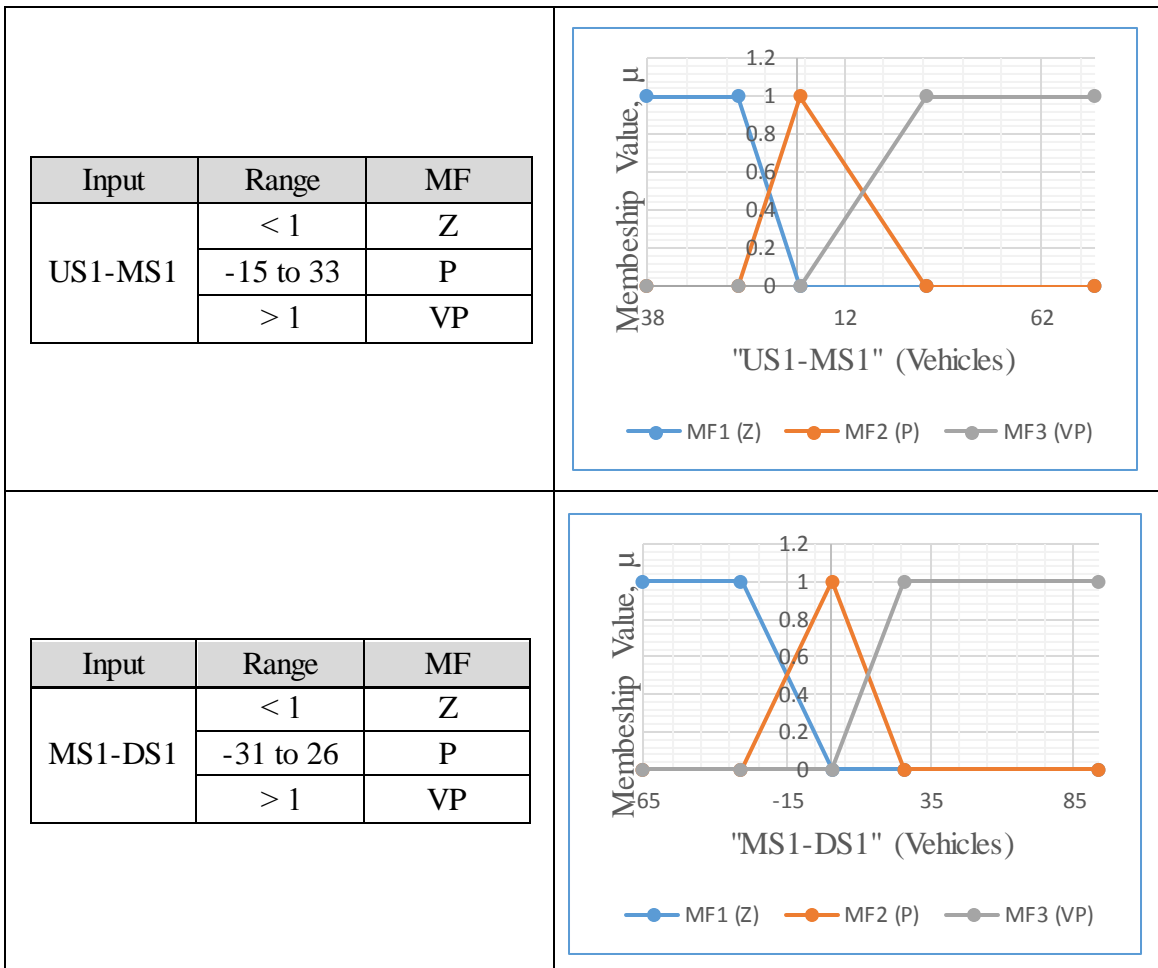 Input Range MF
US1-MS1
< 1 Z
-15 to 33 P
> 1 VP
Membeship Value, μ
1.2
1
0.8
0.6
0.4
0.2
0
-38 12 62
"US1-MS1" (Vehicles)
MF1 (Z) MF2 (P) MF3 (VP)
Input Range MF
MS1-DS1
< 1 Z
-31 to 26 P
> 1 VP
Membeship Value, μ
1.2
1
0.8
0.6
0.4
0.2
0
-65 -15 35 85
"MS1-DS1" (Vehicles)
MF1 (Z) MF2 (P) MF3 (VP)